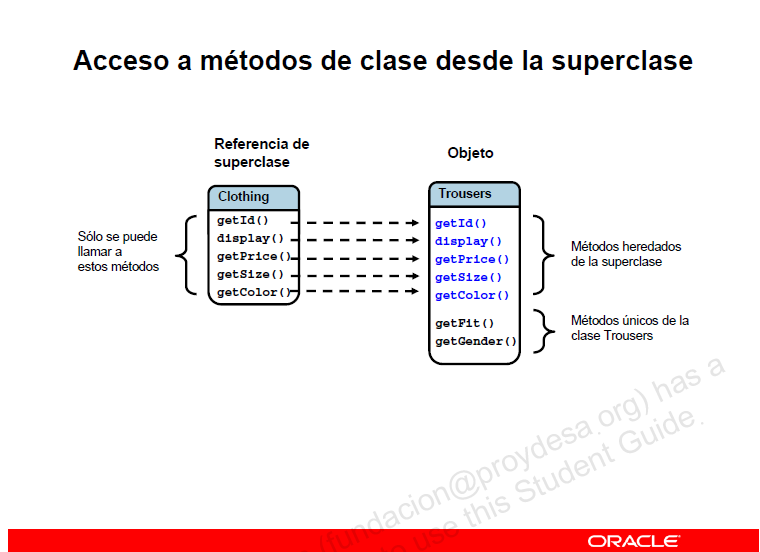 Acceso a métodos de clase desde la superclase
Referencia de
superclase
Objeto
Clothing
getId()
display()
getPrice()
getSize()
getColor()
Sólo se puede
llamar a
estos métodos
Trousers
getId()
display()
getPrice()
getSize()
getColor()
getFit()
getGender()
Métodos heredados
de la superclase
Métodos únicos de la
clase Trousers
(fundacion@proydesa.org) has a
to use this Student Guide.
ORACLE